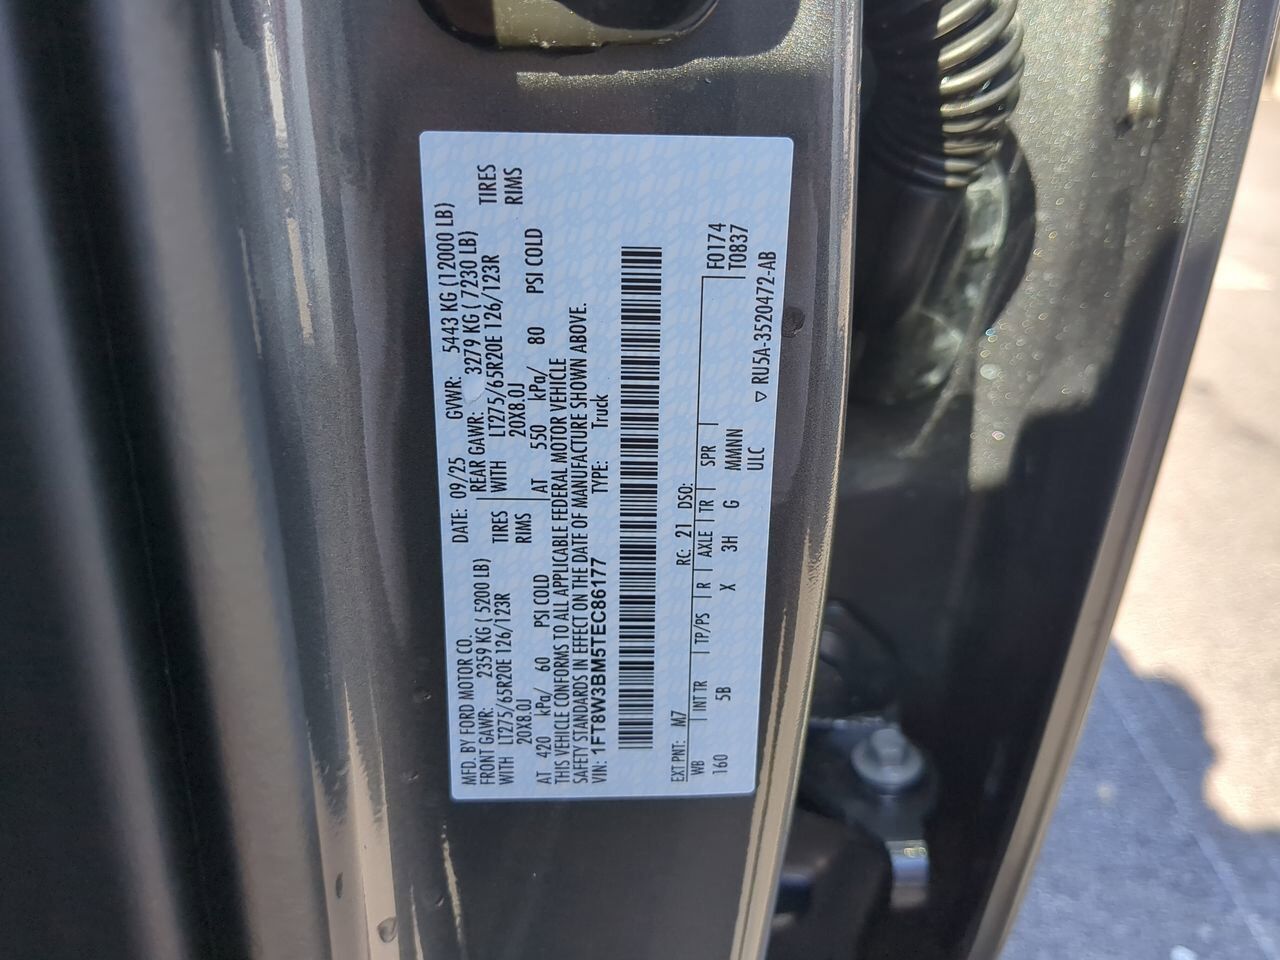 MFD. BY FORD MOTOR CO. DATE: 09/25 GVWR: 5443 KG (12000 LB)
FRONT GAWR: 2359 KG ( 5200 LB) REAR GAWR: 3279 KG ( 7230 LB)
WITH LT275/65R20E 126/123R TIRES WITH LT275/65R20E 126/123R TIRES
20X8.0J RIMS 20X8.0J RIMS
AT 420 kPa/ 60 PSI COLD AT 550 kPa/ 80 PSI COLD
THIS VEHICLE CONFORMS TO ALL APPLICABLE FEDERAL MOTOR VEHICLE
SAFETY STANDARDS IN EFFECT ON THE DATE OF MANUFACTURE SHOWN ABOVE.
VIN: 1FT8W3BM5TEC86177 TYPE: Truck
EXT PNT: M7 RC: 21 DSO:
WB INT TR TP/PS R AXLE TR SPR F0174
160 5B X 3H G MMMNN T0837
ULC
▽ RU5A-3520472-AB